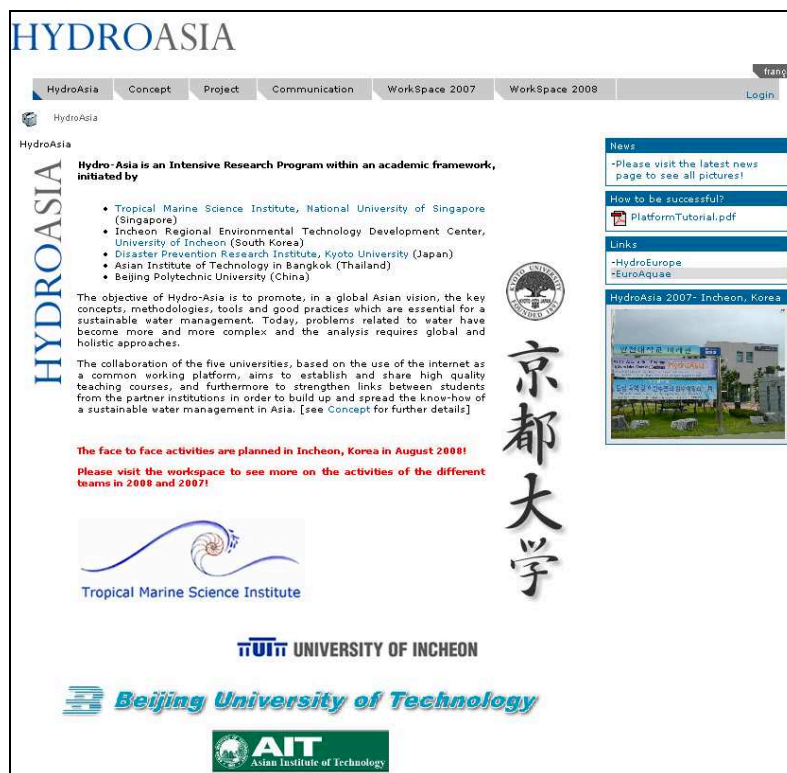 HYDROASIA
franç
HydroAsia Concept Project Communication WorkSpace 2007 WorkSpace 2008 Login
HydroAsia
HydroAsia
HYDROASIA
Hydro-Asia is an Intensive Research Program within an academic framework,
initiated by
Tropical Marine Science Institute, National University of Singapore
(Singapore)
Incheon Regional Environmental Technology Development Center,
University of Incheon (South Korea)
Disaster Prevention Research Institute, Kyoto University (Japan)
Asian Institute of Technology in Bangkok (Thailand)
Beijing Polytechnic University (China)
The objective of Hydro-Asia is to promote, in a global Asian vision, the key
concepts, methodologies, tools and good practices which are essential for a
sustainable water management. Today, problems related to water have
become more and more complex and the analysis requires global and
holistic approaches.
The collaboration of the five universities, based on the use of the internet as
a common working platform, aims to establish and share high quality
teaching courses, and furthermore to strengthen links between students
from the partner institutions in order to build up and spread the know-how of
a sustainable water management in Asia. [see Concept for further details]
The face to face activities are planned in Incheon, Korea in August 2008!
Please visit the workspace to see more on the activities of the different
teams in 2008 and 2007!
KYOTO UNIVERSITY
FOUNDED 1897
京都大学
Tropical Marine Science Institute
UNIVERSITY OF INCHEON
Beijing University of Technology
AIT
Asian Institute of Technology
News
-Please visit the latest news
page to see all pictures!
How to be successful?
PlatformTutorial.pdf
Links
-HydroEurope
-EuroAquae
HydroAsia 2007- Incheon, Korea